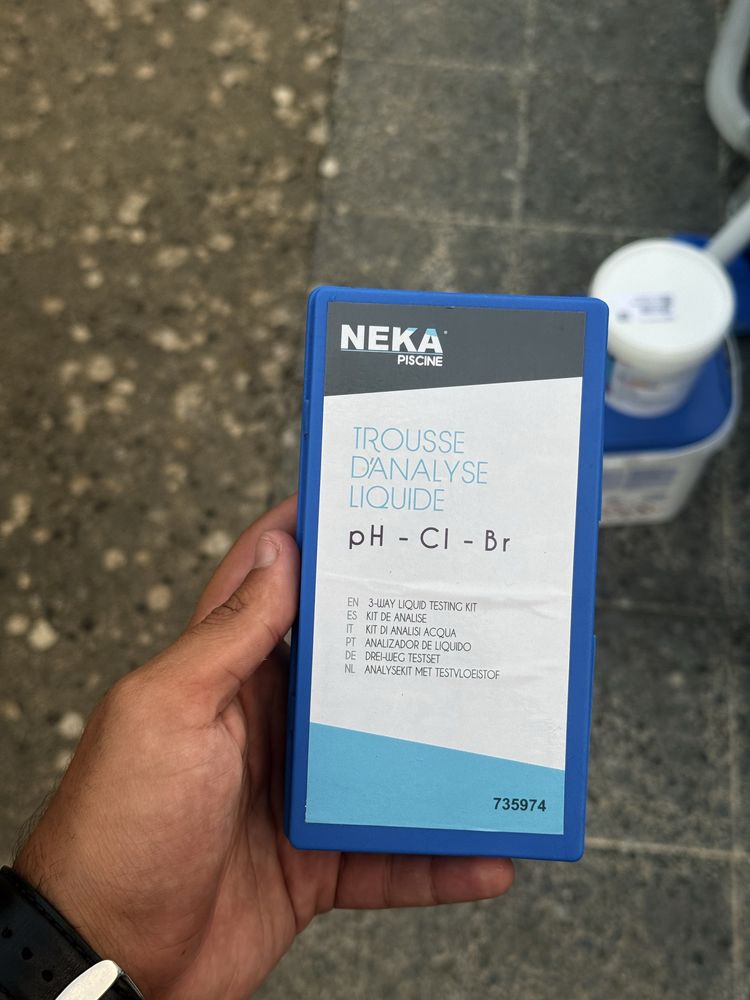 NEKA
PISCINE
TROUSSE
D'ANALYSE
LIQUIDE
pH - Cl - Br
EN 3-WAY LIQUID TESTING KIT
ES KIT DE ANALISE
IT KIT DI ANALISI ACQUA
PT ANALIZADOR DE LIQUIDO
DE DREI-WEG TESTSET
NL ANALYSEKIT MET TESTVLOEISTOF
735974